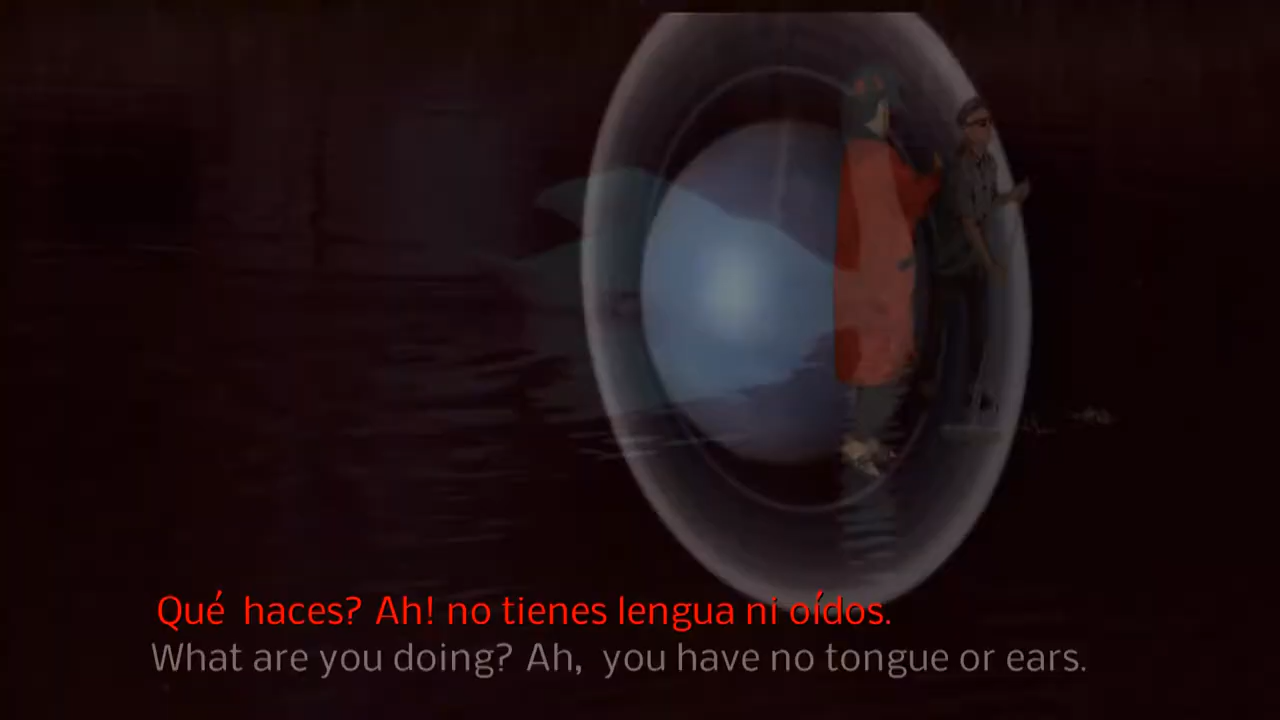 Qué haces? Ah! no tienes lengua ni oídos.
What are you doing? Ah, you have no tongue or ears.